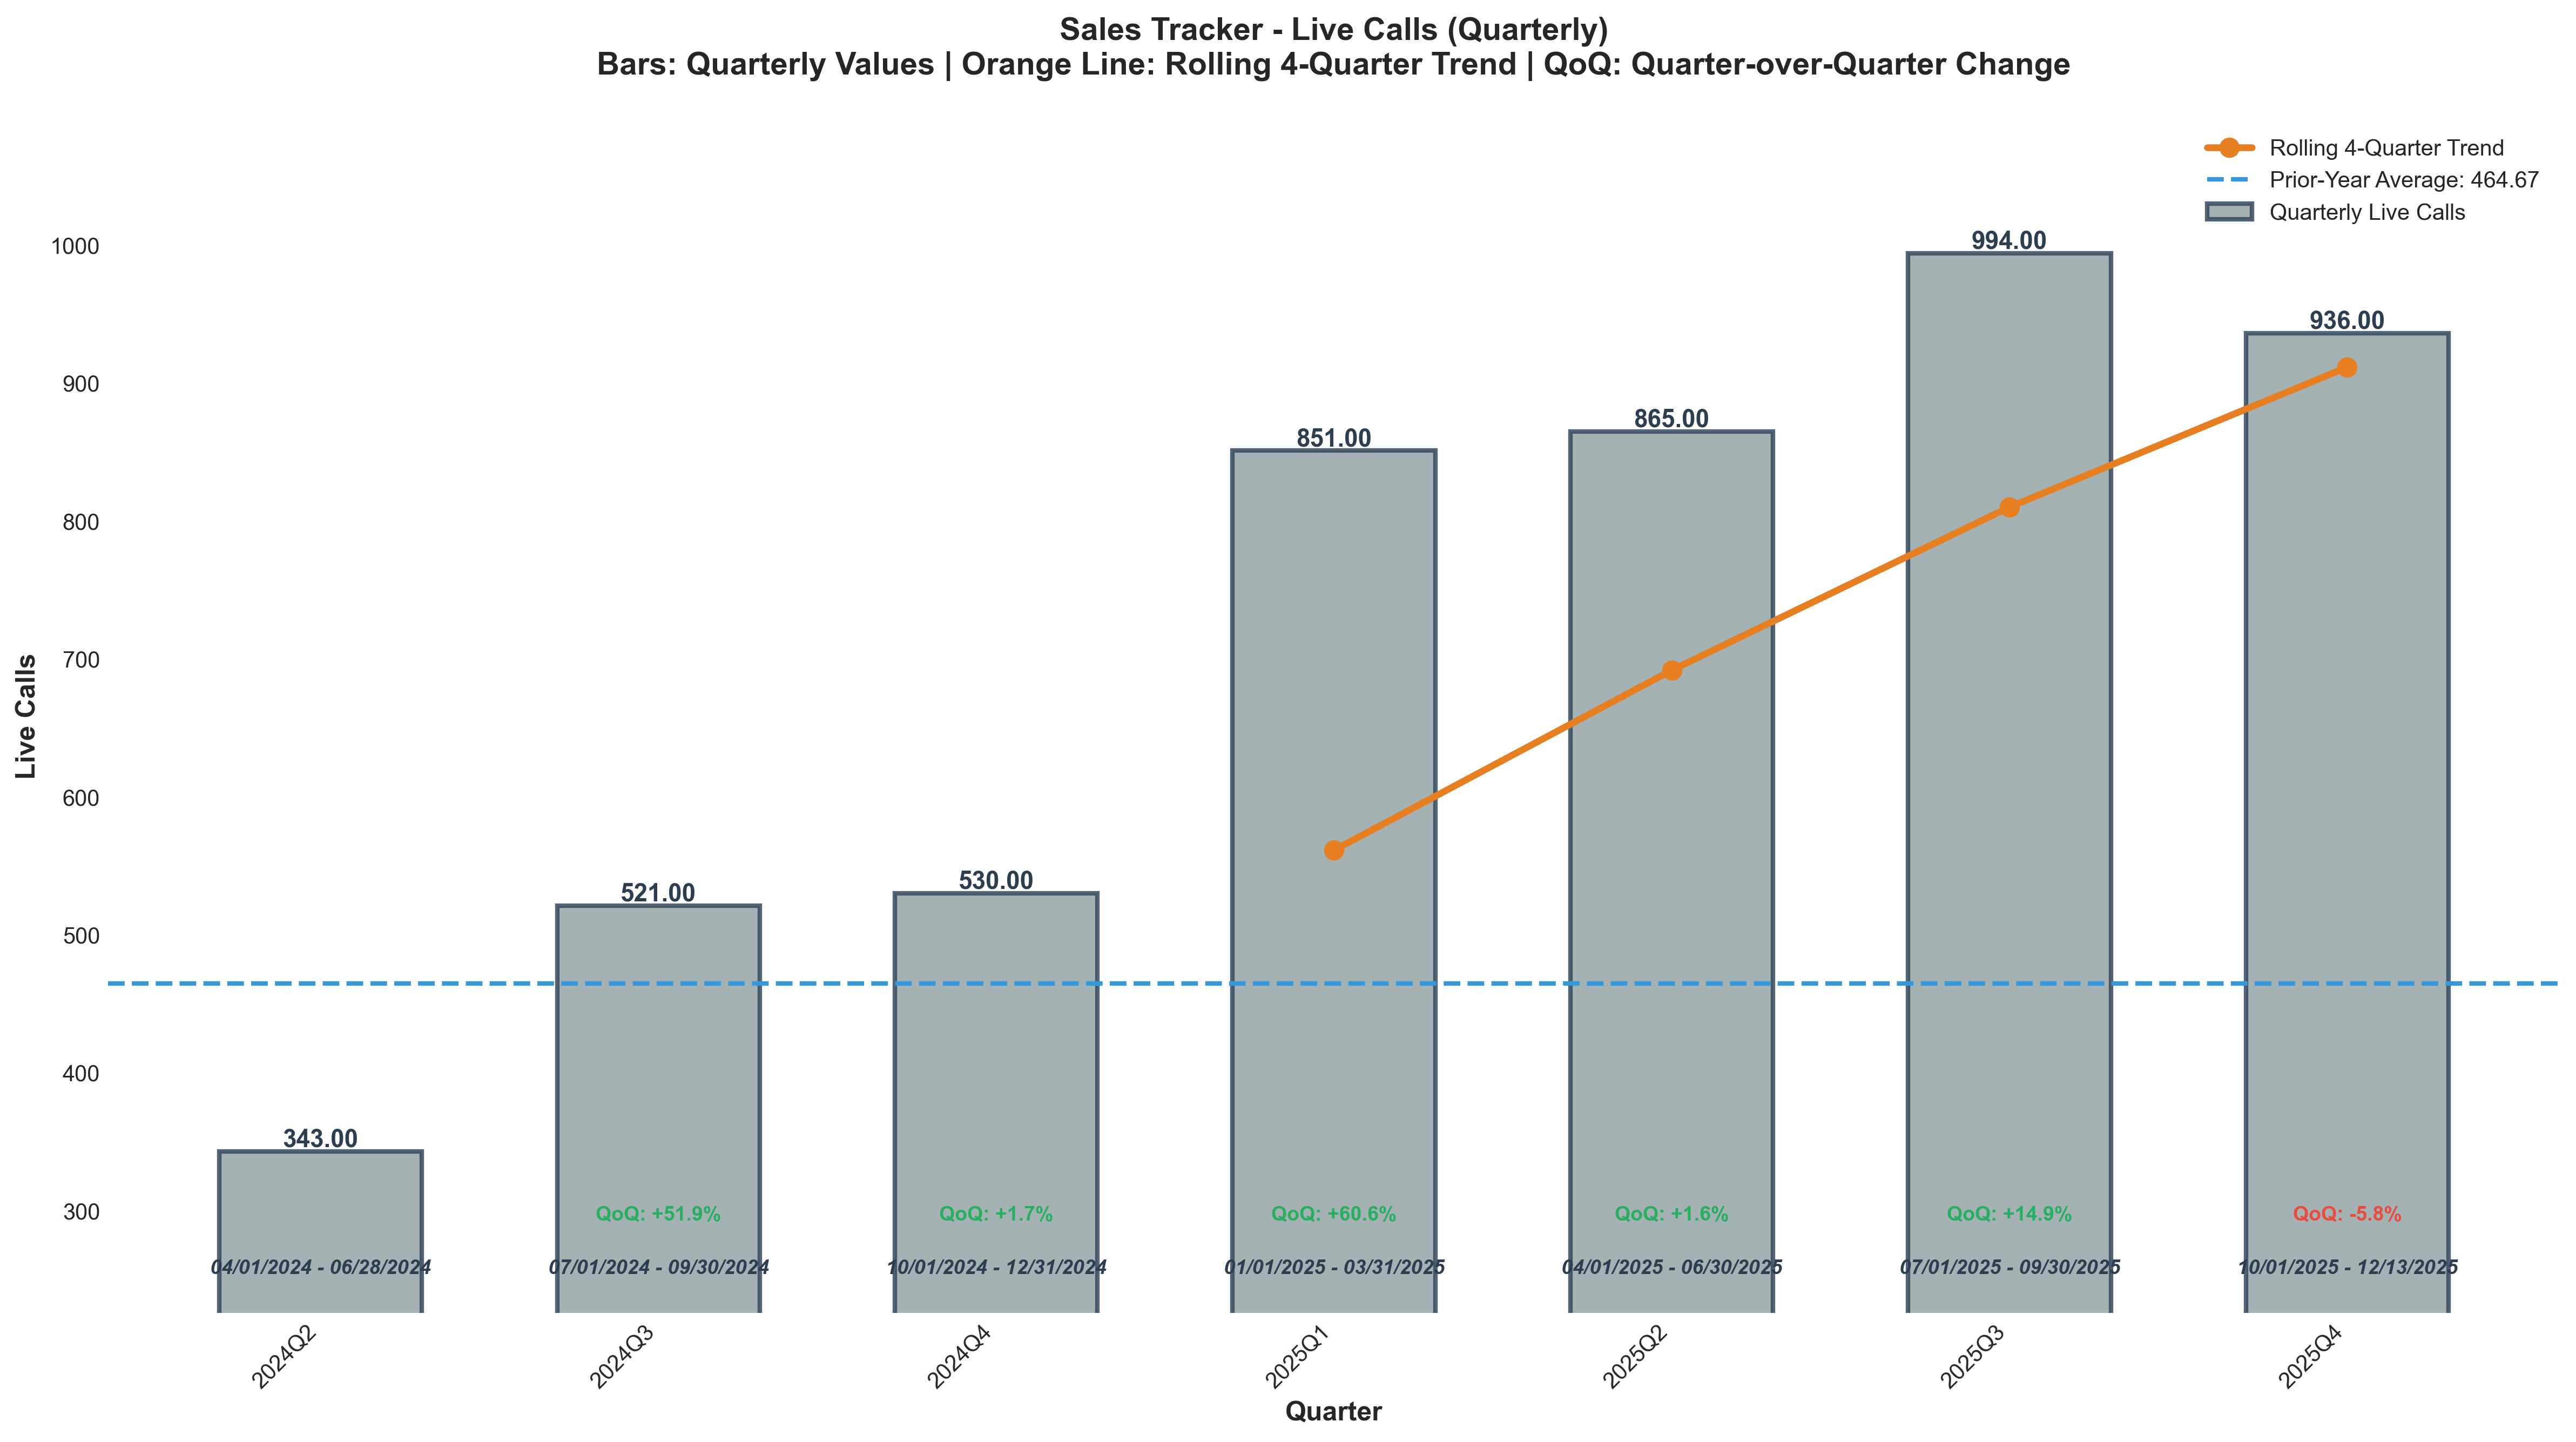 Sales Tracker - Live Calls (Quarterly)
Bars: Quarterly Values | Orange Line: Rolling 4-Quarter Trend | QoQ: Quarter-over-Quarter Change
Rolling 4-Quarter Trend
Prior-Year Average: 464.67
Quarterly Live Calls
Live Calls
1000
900
800
700
600
500
400
300
343.00
521.00
530.00
851.00
865.00
994.00
936.00
QoQ: +51.9%
QoQ: +1.7%
QoQ: +60.6%
QoQ: +1.6%
QoQ: +14.9%
QoQ: -5.8%
04/01/2024 - 06/28/2024
07/01/2024 - 09/30/2024
10/01/2024 - 12/31/2024
01/01/2025 - 03/31/2025
04/01/2025 - 06/30/2025
07/01/2025 - 09/30/2025
10/01/2025 - 12/13/2025
2024Q2
2024Q3
2024Q4
2025Q1
2025Q2
2025Q3
2025Q4
Quarter